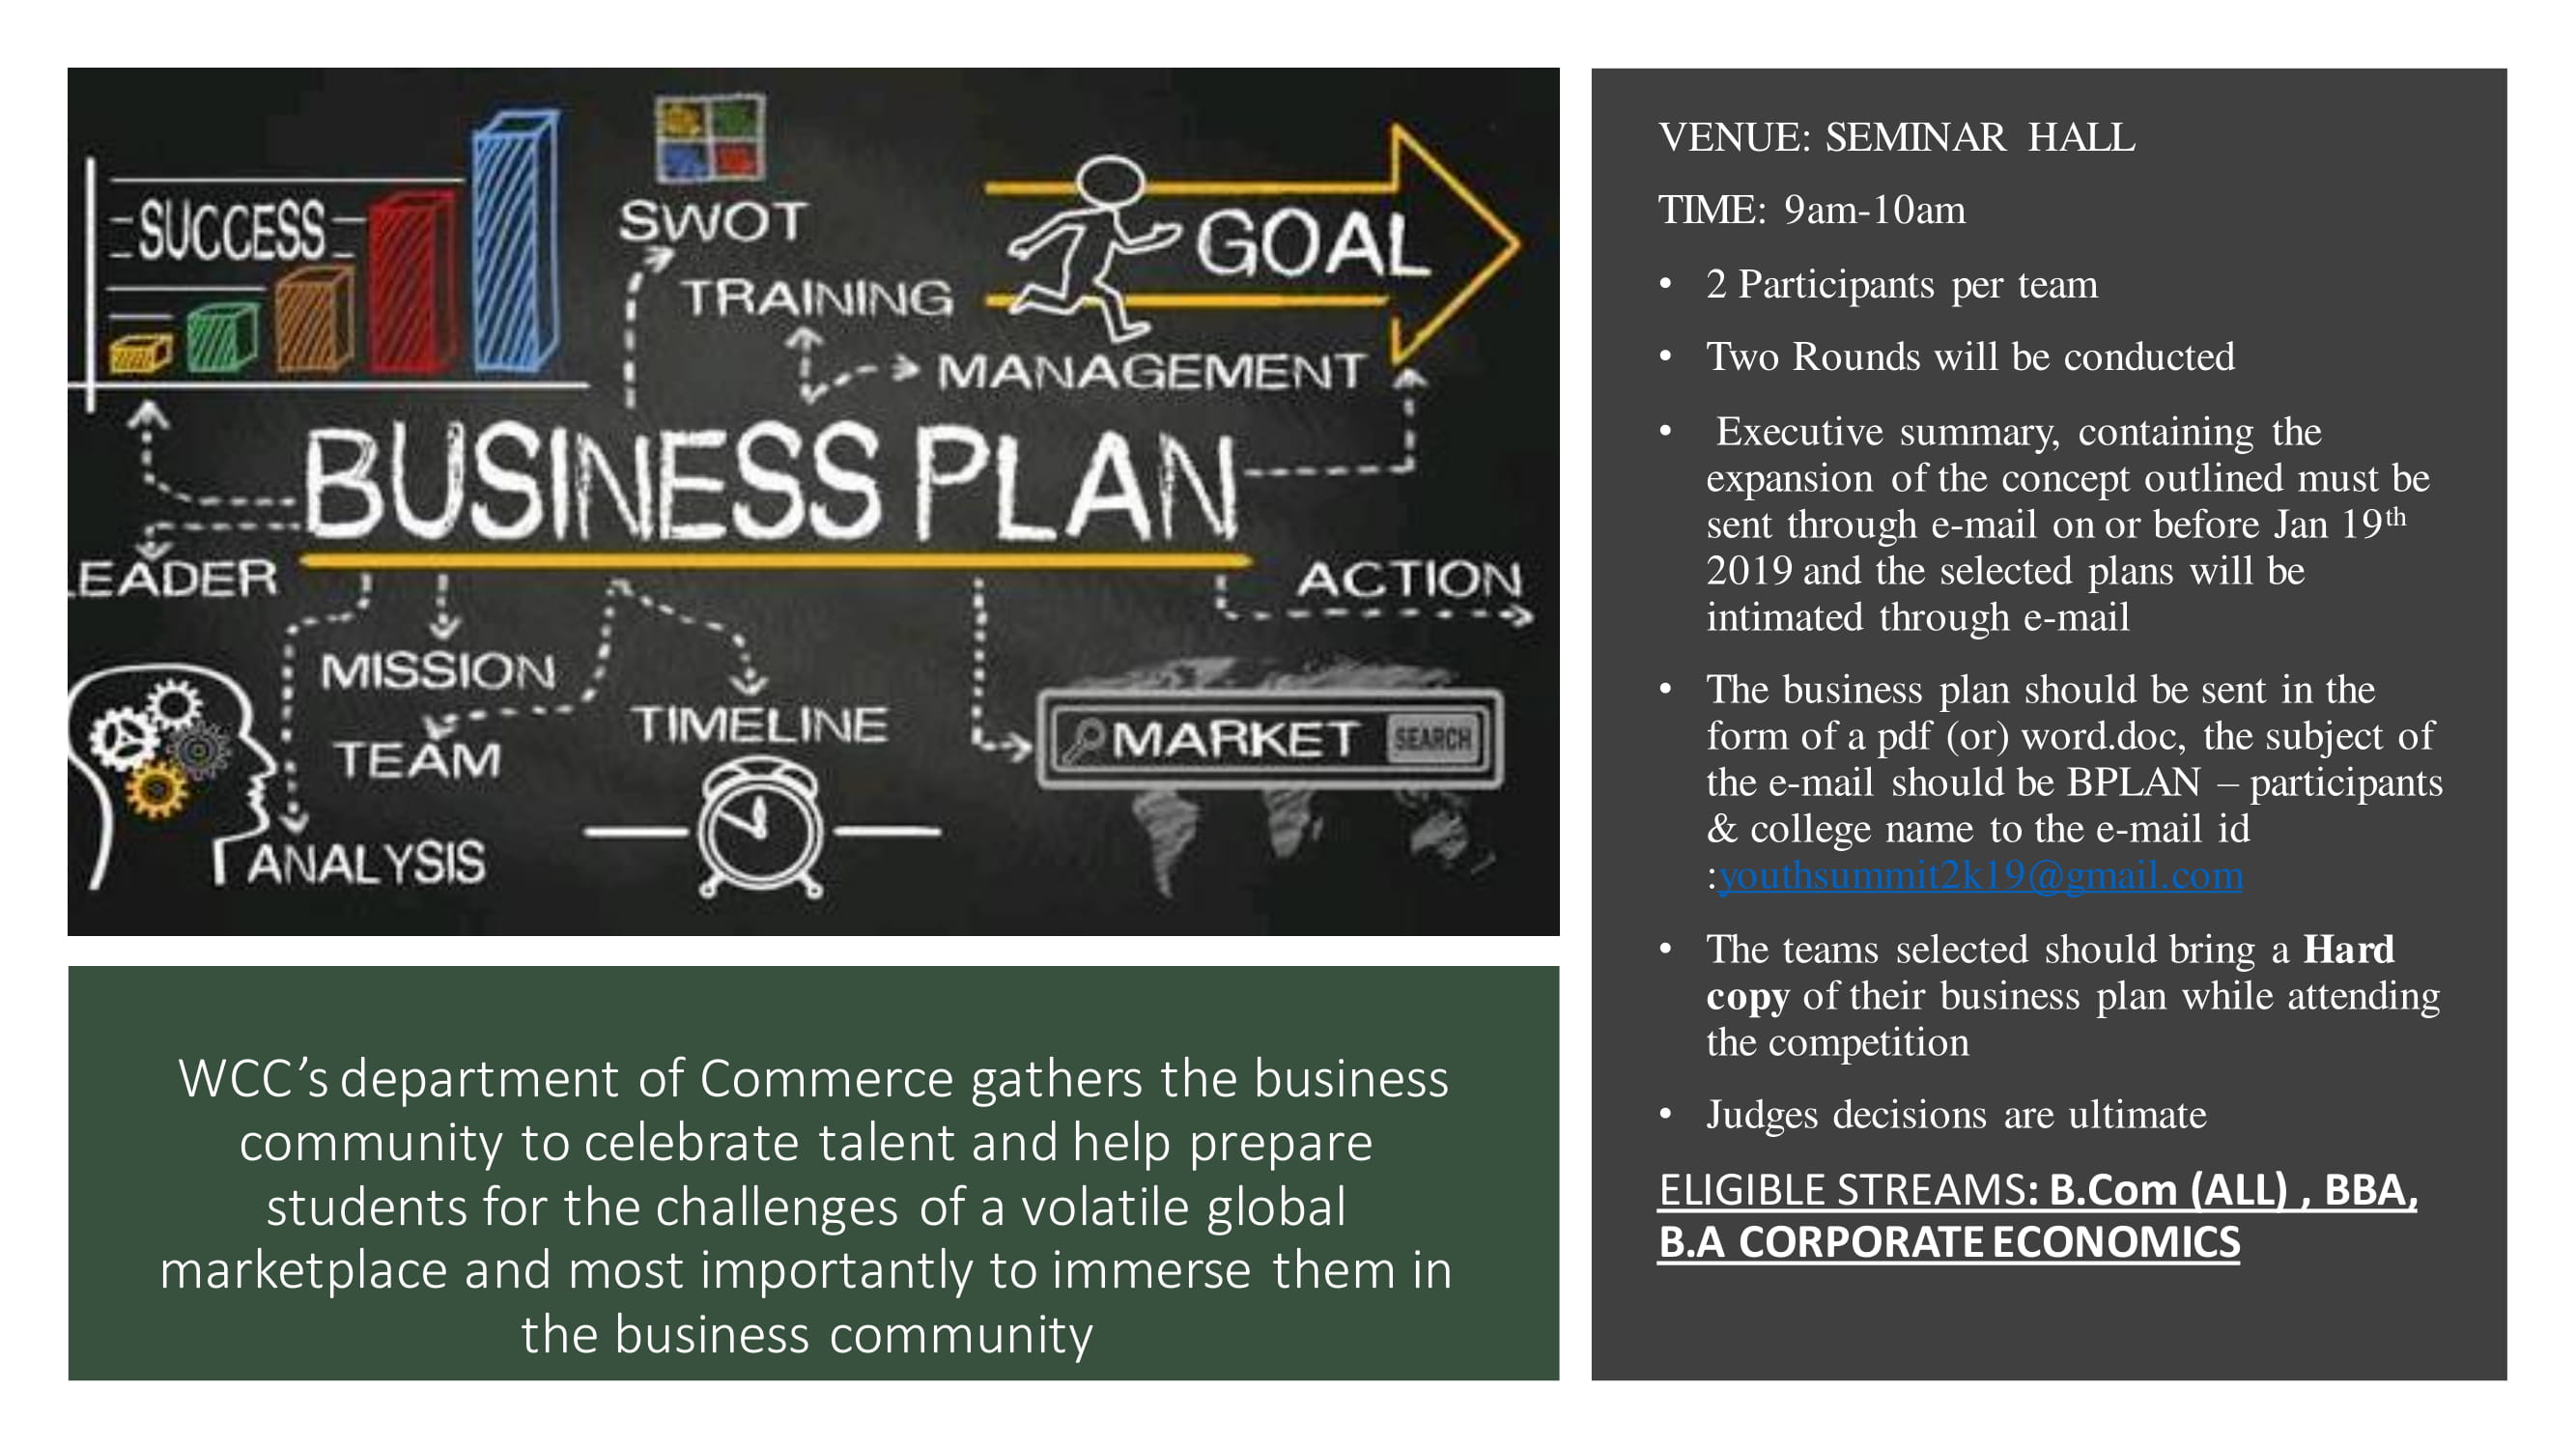 SUCCESS
SWOT
TRAINING
GOAL
MANAGEMENT
BUSINESS PLAN
LEADER
ACTION
MISSION
TEAM
TIMELINE
MARKET SEARCH
ANALYSIS
WCC’s department of Commerce gathers the business
community to celebrate talent and help prepare
students for the challenges of a volatile global
marketplace and most importantly to immerse them in
the business community
VENUE: SEMINAR HALL
TIME: 9am-10am
• 2 Participants per team
• Two Rounds will be conducted
• Executive summary, containing the
expansion of the concept outlined must be
sent through e-mail on or before Jan 19th
2019 and the selected plans will be
intimated through e-mail
• The business plan should be sent in the
form of a pdf (or) word.doc, the subject of
the e-mail should be BPLAN – participants
& college name to the e-mail id
:youthsummit2k19@gmail.com
• The teams selected should bring a Hard
copy of their business plan while attending
the competition
• Judges decisions are ultimate
ELIGIBLE STREAMS: B.Com (ALL) , BBA,
B.A CORPORATE ECONOMICS